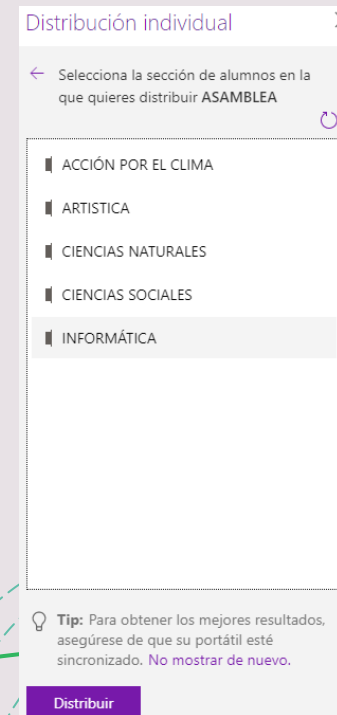 Distribución individual
Selecciona la sección de alumnos en la
que quieres distribuir ASAMBLEA
ACCIÓN POR EL CLIMA
ARTISTICA
CIENCIAS NATURALES
CIENCIAS SOCIALES
INFORMÁTICA
Tip: Para obtener los mejores resultados,
asegúrese de que su portátil esté
sincronizado. No mostrar de nuevo.
Distribuir